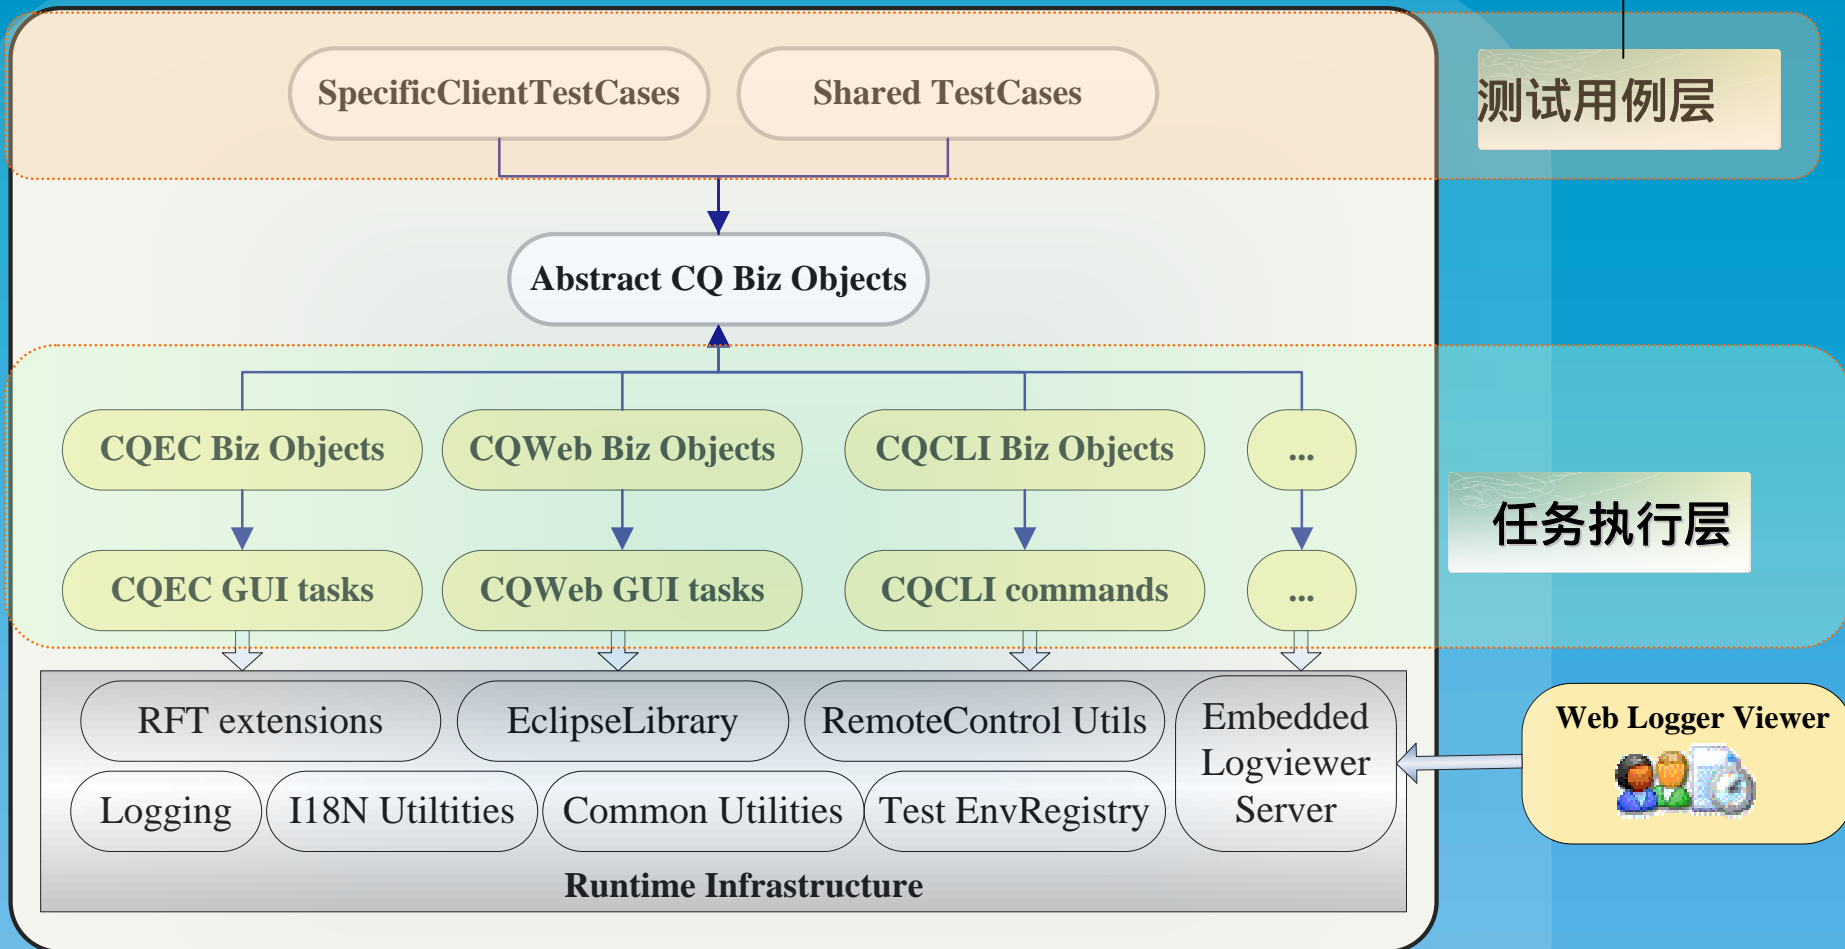 SpecificClientTestCases
Shared TestCases
测试用例层
Abstract CQ Biz Objects
CQEC Biz Objects
CQWeb Biz Objects
CQCLI Biz Objects
...
任务执行层
CQEC GUI tasks
CQWeb GUI tasks
CQCLI commands
...
RFT extensions
EclipseLibrary
RemoteControl Utils
Embedded
Logviewer
Server
Web Logger Viewer
Logging
I18N Utiltities
Common Utilities
Test EnvRegistry
Runtime Infrastructure